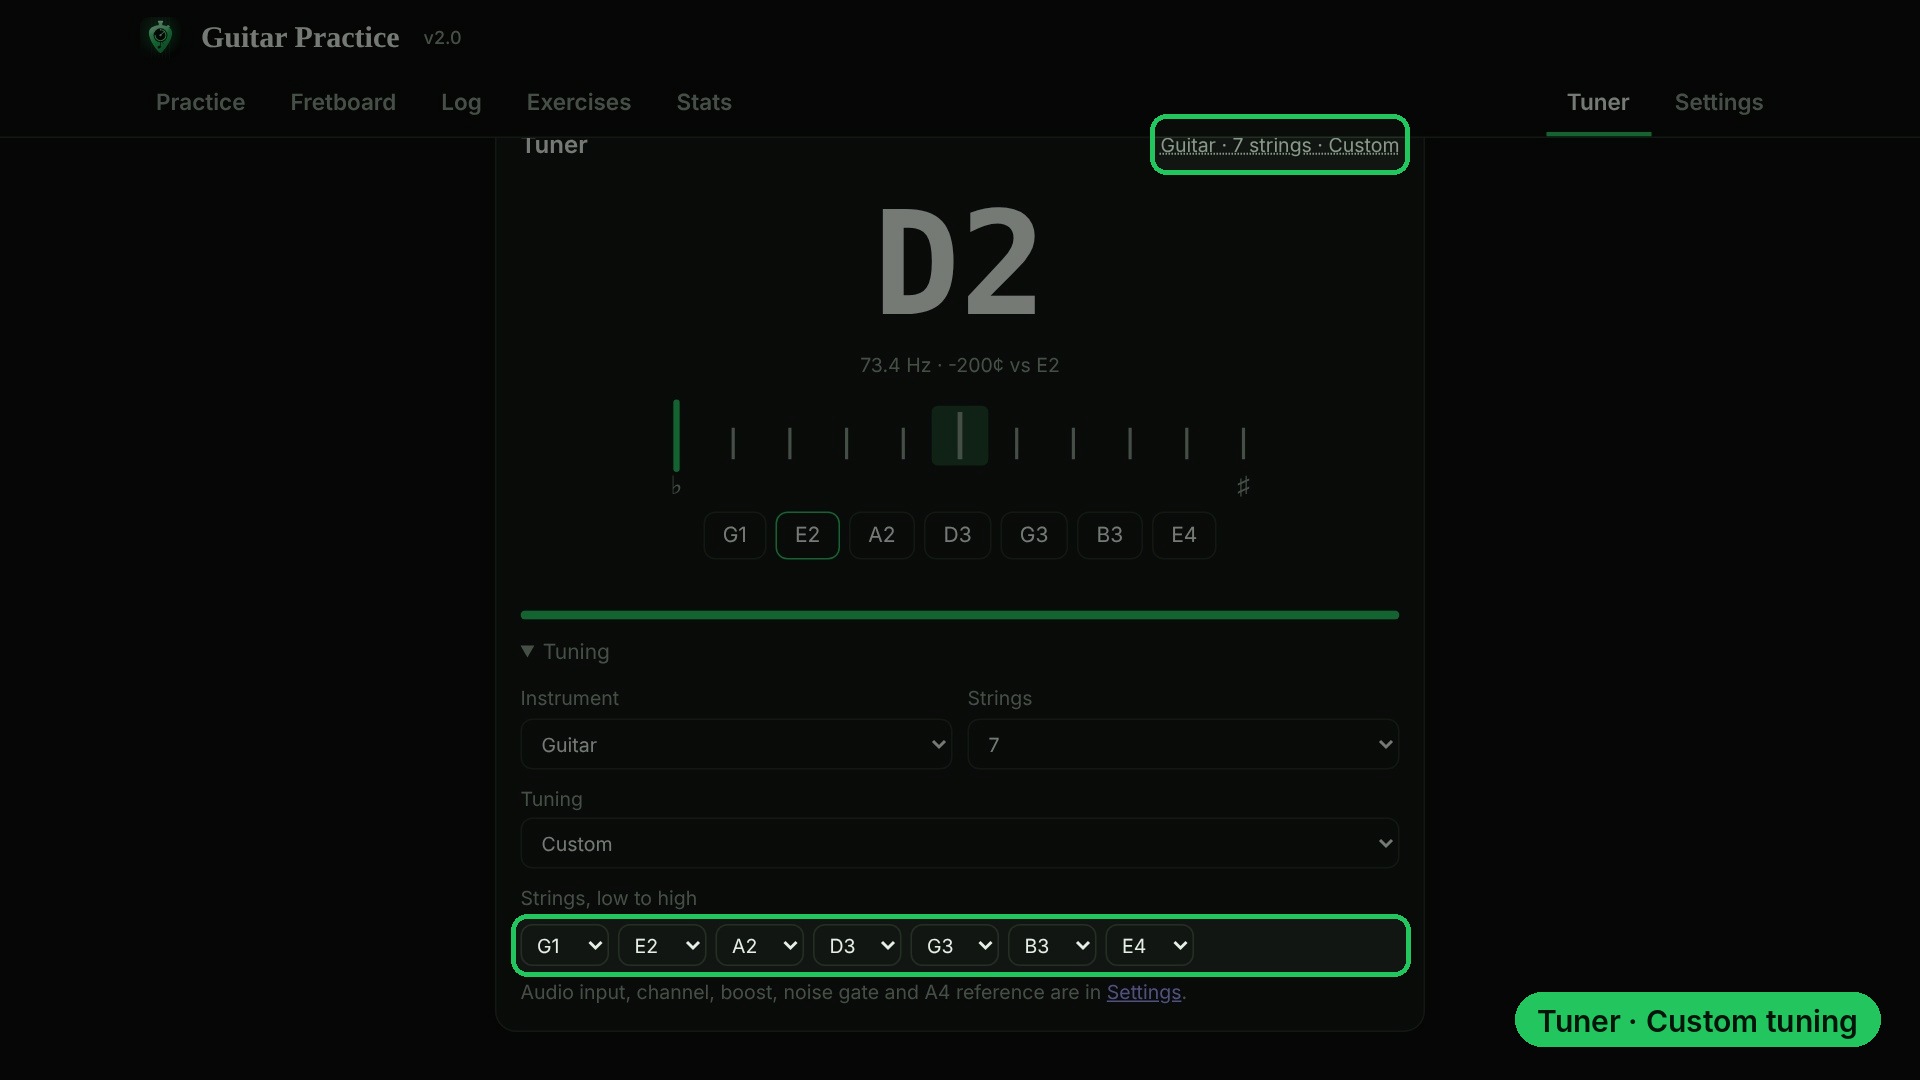 Guitar Practice v2.0
Practice Fretboard Log Exercises Stats Tuner Settings
Tuner Guitar · 7 strings · Custom
D2
73.4 Hz · -200¢ vs E2
♭ ♯
G1 E2 A2 D3 G3 B3 E4
▼ Tuning
Instrument Strings
Guitar 7
Tuning
Custom
Strings, low to high
G1 E2 A2 D3 G3 B3 E4
Audio input, channel, boost, noise gate and A4 reference are in Settings.
Tuner · Custom tuning